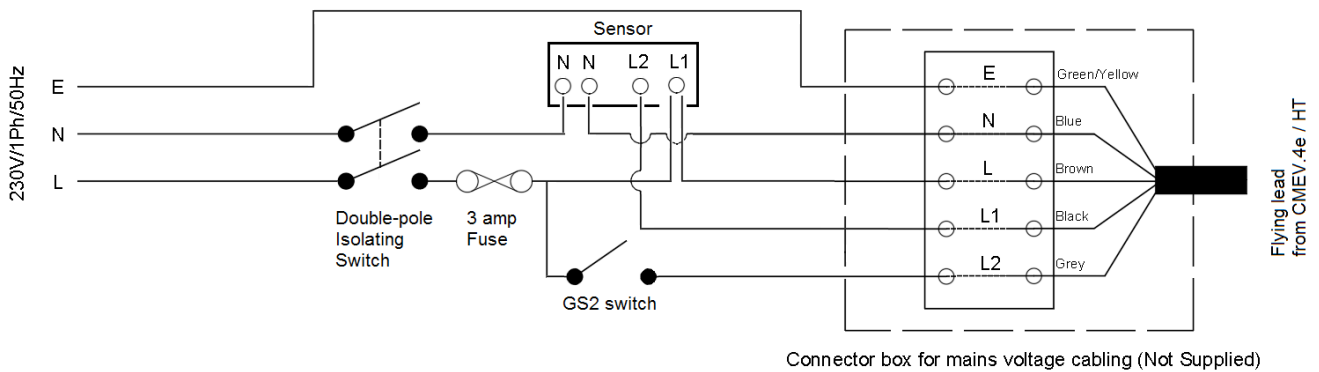 230V/1Ph/50Hz
E
N
L
Double-pole
Isolating
Switch
3 amp
Fuse
Sensor
N N L2 L1
GS2 switch
E Green/Yellow
N Blue
L Brown
L1 Black
L2 Grey
Flying lead
from CMEV.4e / HT
Connector box for mains voltage cabling (Not Supplied)